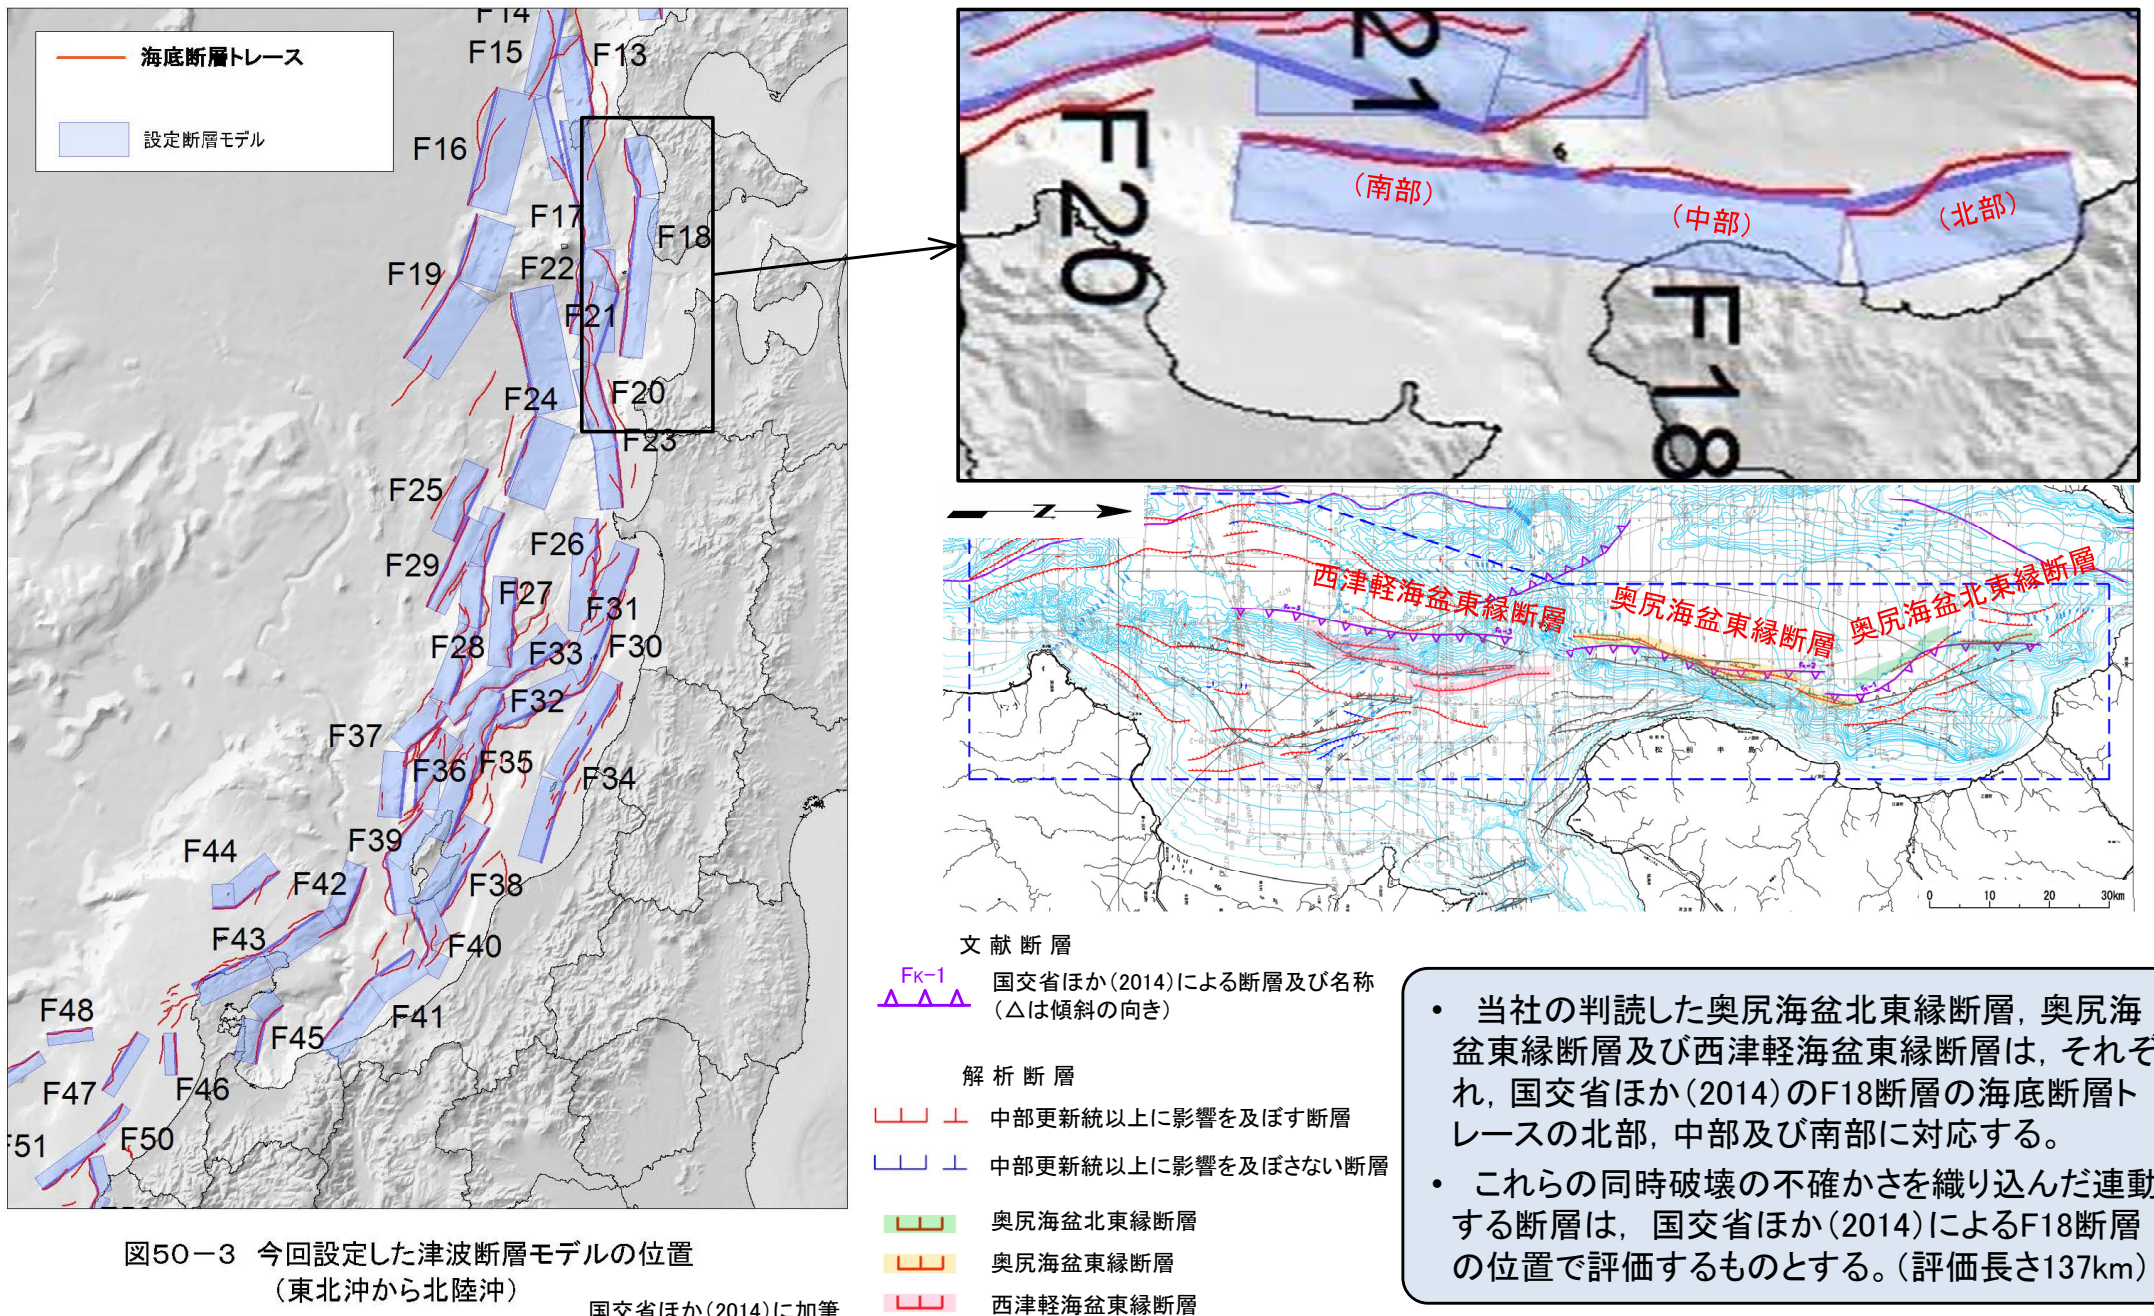 海底断層トレース
設定断層モデル
F14
F15
F13
F16
F17
F18
F19
F22
F21
F20
F24
F23
F25
F26
F29
F27
F31
F28
F33
F30
F32
F37
F36
F35
F34
F39
F44
F42
F38
F43
F40
F48
F45
F41
F47
F46
F51
F50
図50-3 今回設定した津波断層モデルの位置
(東北沖から北陸沖)
国交省ほか(2014)に加筆
21
F20
F18
(南部)
(中部)
(北部)
N
西津軽海盆東縁断層
奥尻海盆東縁断層
奥尻海盆北東縁断層
FK-3
FK-2
FK-1
松前半島
0 10 20 30km
文献断層
FK-1
国交省ほか(2014)による断層及び名称
(△は傾斜の向き)
解析断層
中部更新統以上に影響を及ぼす断層
中部更新統以上に影響を及ぼさない断層
奥尻海盆北東縁断層
奥尻海盆東縁断層
西津軽海盆東縁断層
• 当社の判読した奥尻海盆北東縁断層,奥尻海
盆東縁断層及び西津軽海盆東縁断層は,それぞ
れ,国交省ほか(2014)のF18断層の海底断層ト
レースの北部,中部及び南部に対応する。
• これらの同時破壊の不確かさを織り込んだ連動
する断層は, 国交省ほか(2014)によるF18断層
の位置で評価するものとする。(評価長さ137km)